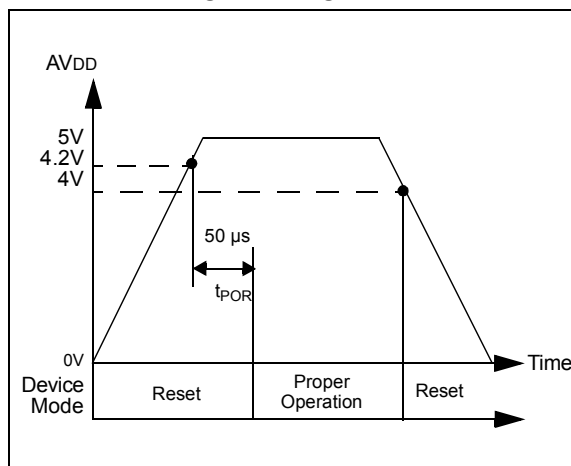 AVDD
5V
4.2V
4V
50 µs
tPOR
0V
Time
Device
Mode
Reset
Proper
Operation
Reset